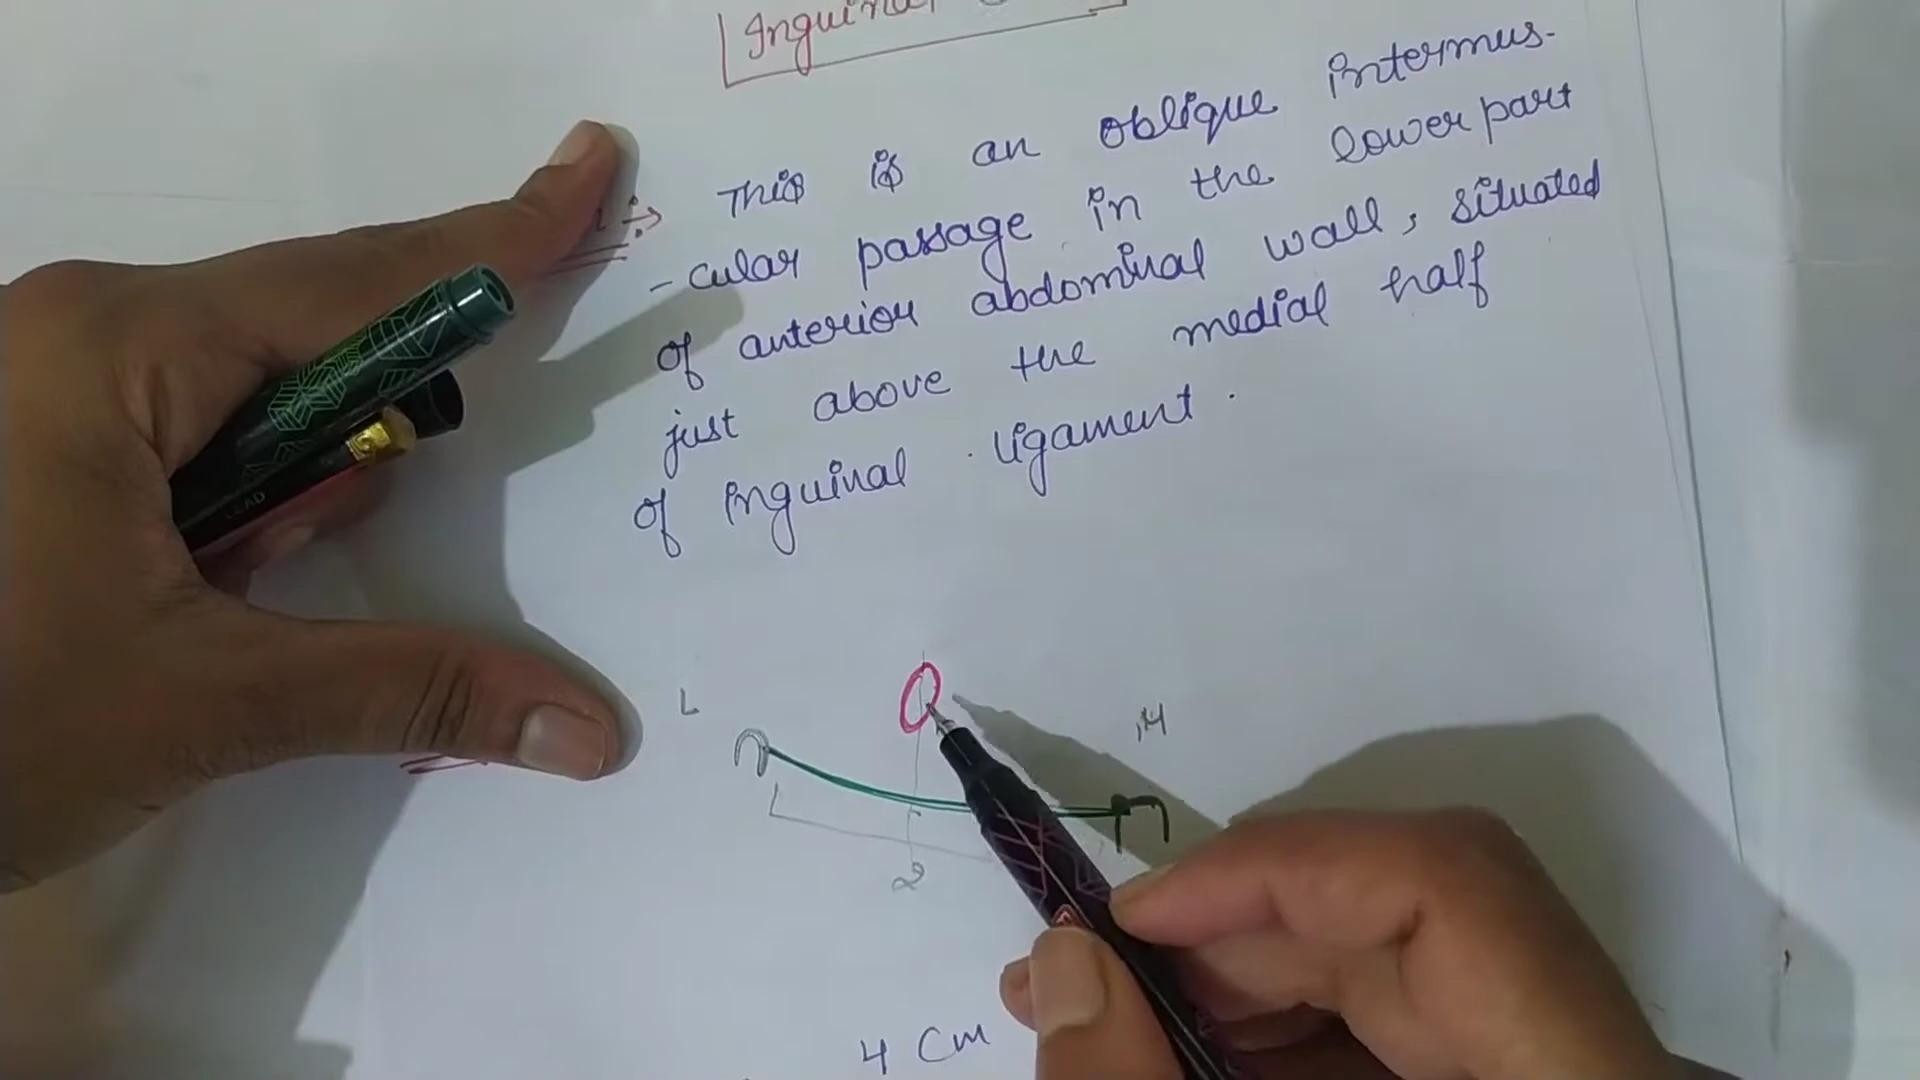 Inguinal
This is an oblique intermus-
-cular passage in the lower part
of anterior abdominal wall, situated
just above the medial half
of inguinal ligament.
L
M
2
4 cm
LEAD